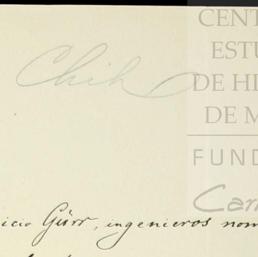 Chih
CENT
ESTU
DE HI
DE M
FUND
Car
icio Gürr, ingenieros nom